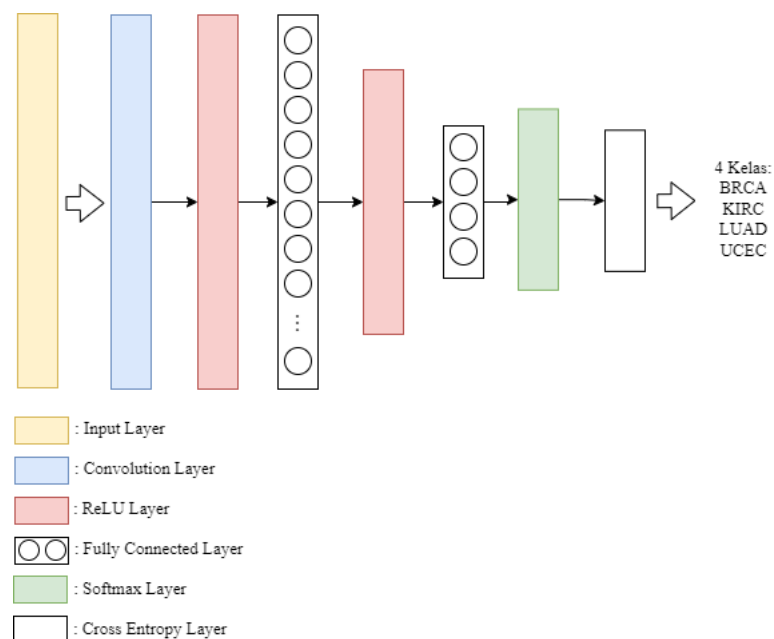 4 Kelas:
BRCA
KIRC
LUAD
UCEC
: Input Layer
: Convolution Layer
: ReLU Layer
: Fully Connected Layer
: Softmax Layer
: Cross Entropy Layer